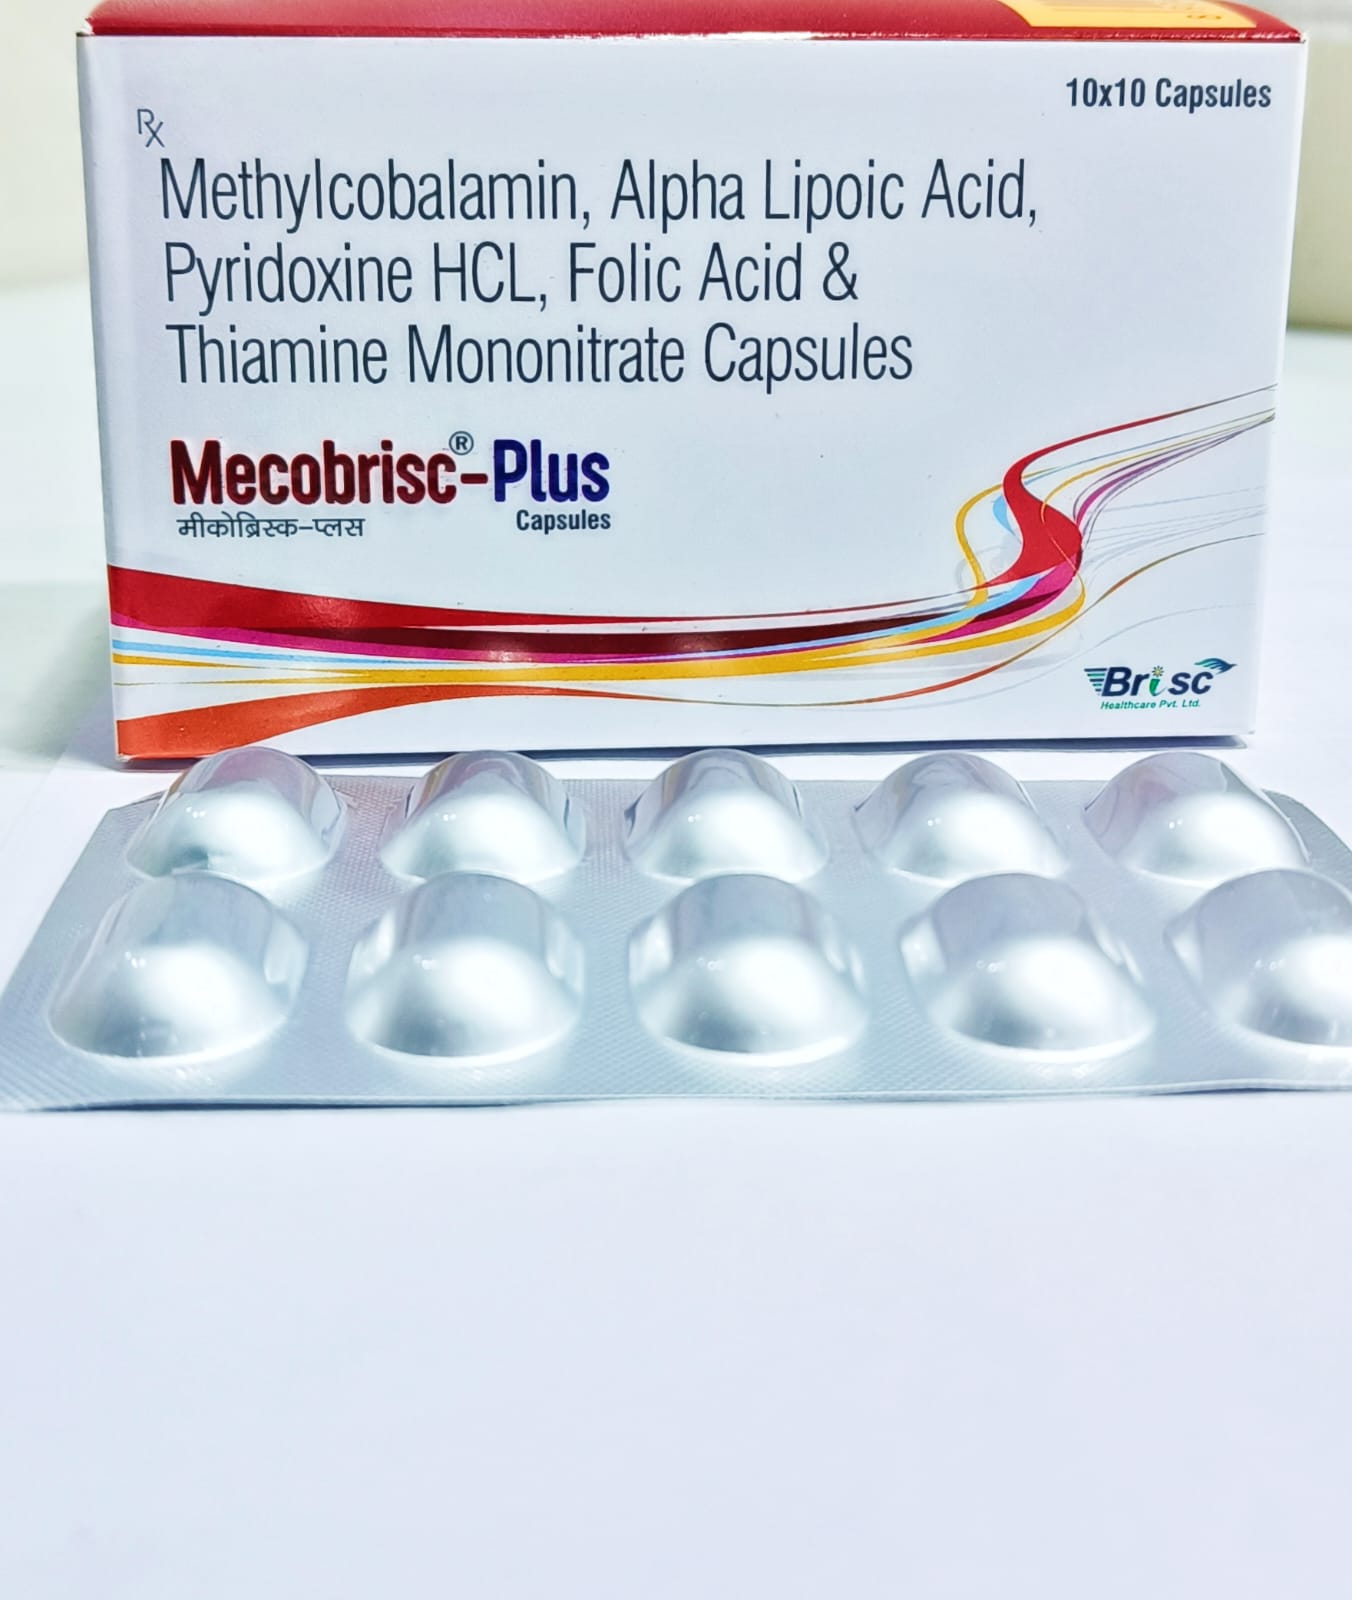 10x10 Capsules
Rx
Methylcobalamin, Alpha Lipoic Acid,
Pyridoxine HCL, Folic Acid &
Thiamine Mononitrate Capsules
Mecobrisc®-Plus
मीकोब्रिस्क-प्लस
Capsules
Brisc
Healthcare Pvt. Ltd.